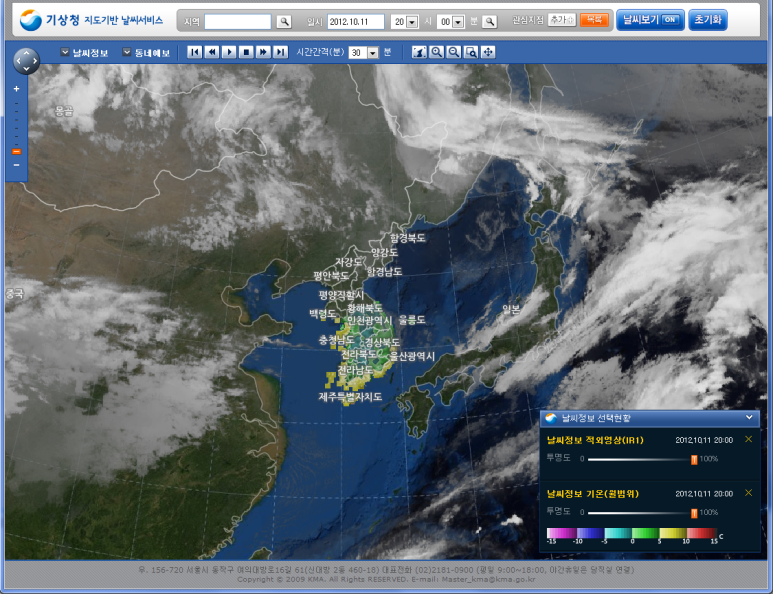 기상청 지도기반 날씨서비스 지역 일시 2012.10.11 20 시 00 분 관심지점 추가 목록 날씨보기 ON 초기화
날씨정보 동네예보 시간간격(분) 30 분
몽골
함경북도
양강도
자강도
함경남도
평안북도
평양직할시
황해북도
백령도
인천광역시
울릉도
일본
중국
충청남도
경상북도
전라북도
울산광역시
전라남도
제주특별자치도
날씨정보 선택현황
날씨정보 적외영상(IR1) 2012.10.11 20:00
투명도 0 100%
날씨정보 기온(월범위) 2012.10.11 20:00
투명도 0 100%
-15 -10 -5 0 5 10 15 C
우. 156-720 서울시 동작구 여의대방로16길 61(신대방 2동 460-18) 대표전화 (02)2181-0900 (평일 9:00~18:00, 야간휴일은 당직실 연결)
Copyright © 2009 KMA. All Rights RESERVED. E-mail: Master_kma@kma.go.kr